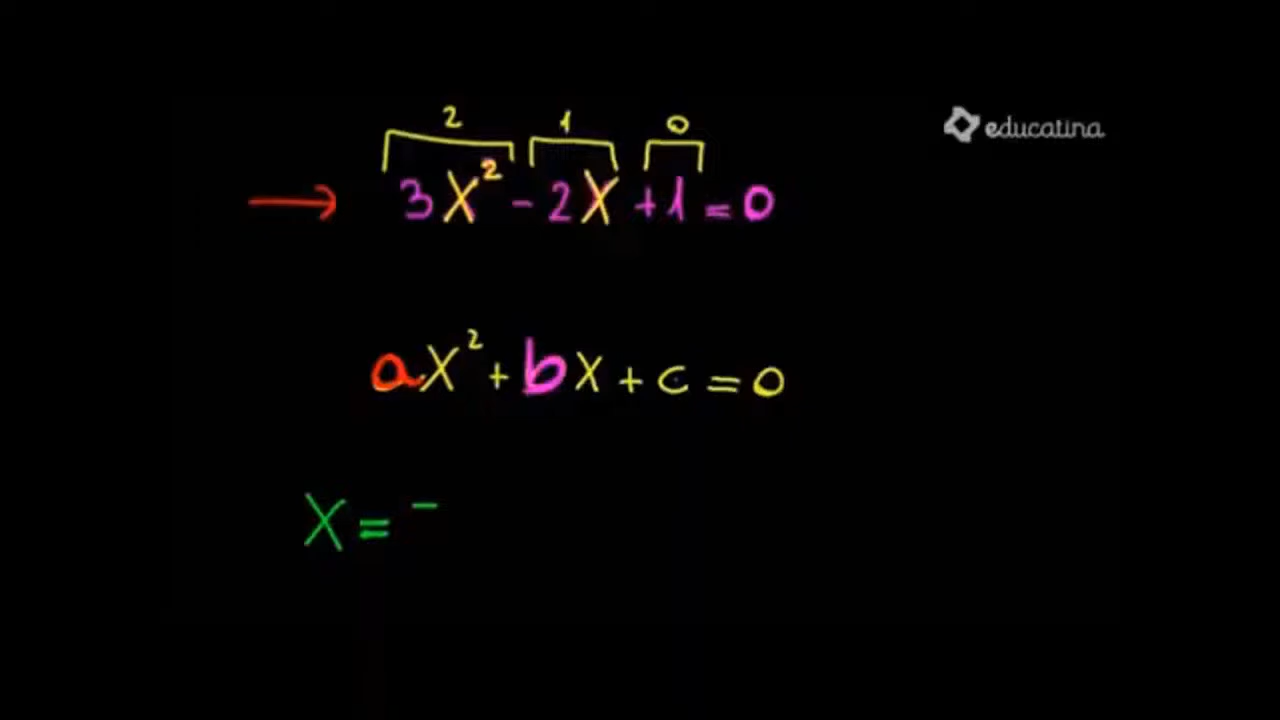 2 1 0
educatina
→ 3X² - 2X + 1 = 0
aX² + bX + c = 0
X = -